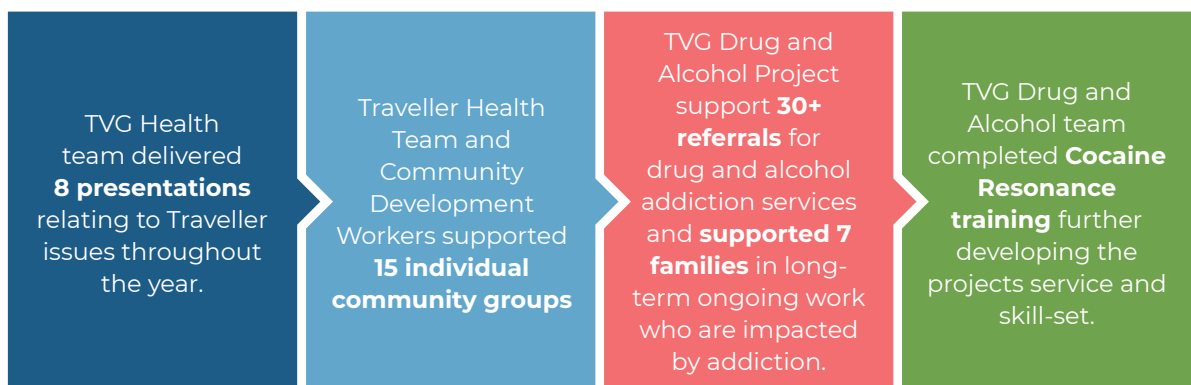 TVG Health
team delivered
8 presentations
relating to Traveller
issues throughout
the year.
Traveller Health
Team and
Community
Development
Workers supported
15 individual
community groups
TVG Drug and
Alcohol Project
support 30+
referrals for
drug and alcohol
addiction services
and supported 7
families in long-
term ongoing work
who are impacted
by addiction.
TVG Drug and
Alcohol team
completed Cocaine
Resonance
training further
developing the
projects service and
skill-set.